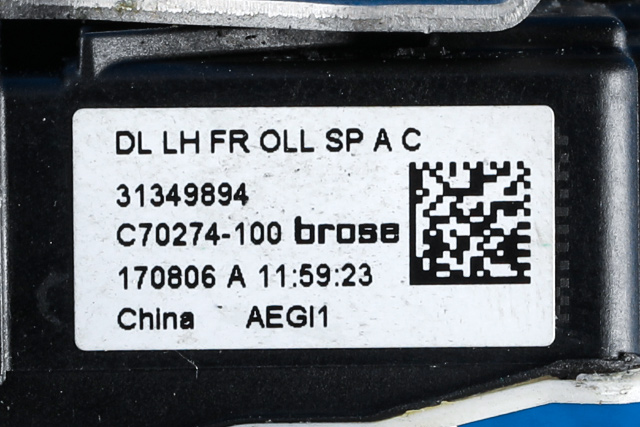 DL LH FR OLL SP A C
31349894
C70274-100 brose
170806 A 11:59:23
China AEGI1